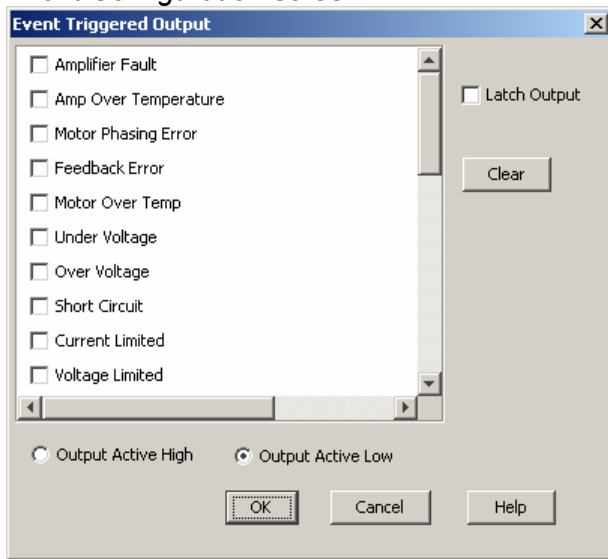 Event Triggered Output
Amplifier Fault
Amp Over Temperature
Motor Phasing Error
Feedback Error
Motor Over Temp
Under Voltage
Over Voltage
Short Circuit
Current Limited
Voltage Limited
Latch Output
Clear
Output Active High
Output Active Low
OK
Cancel
Help